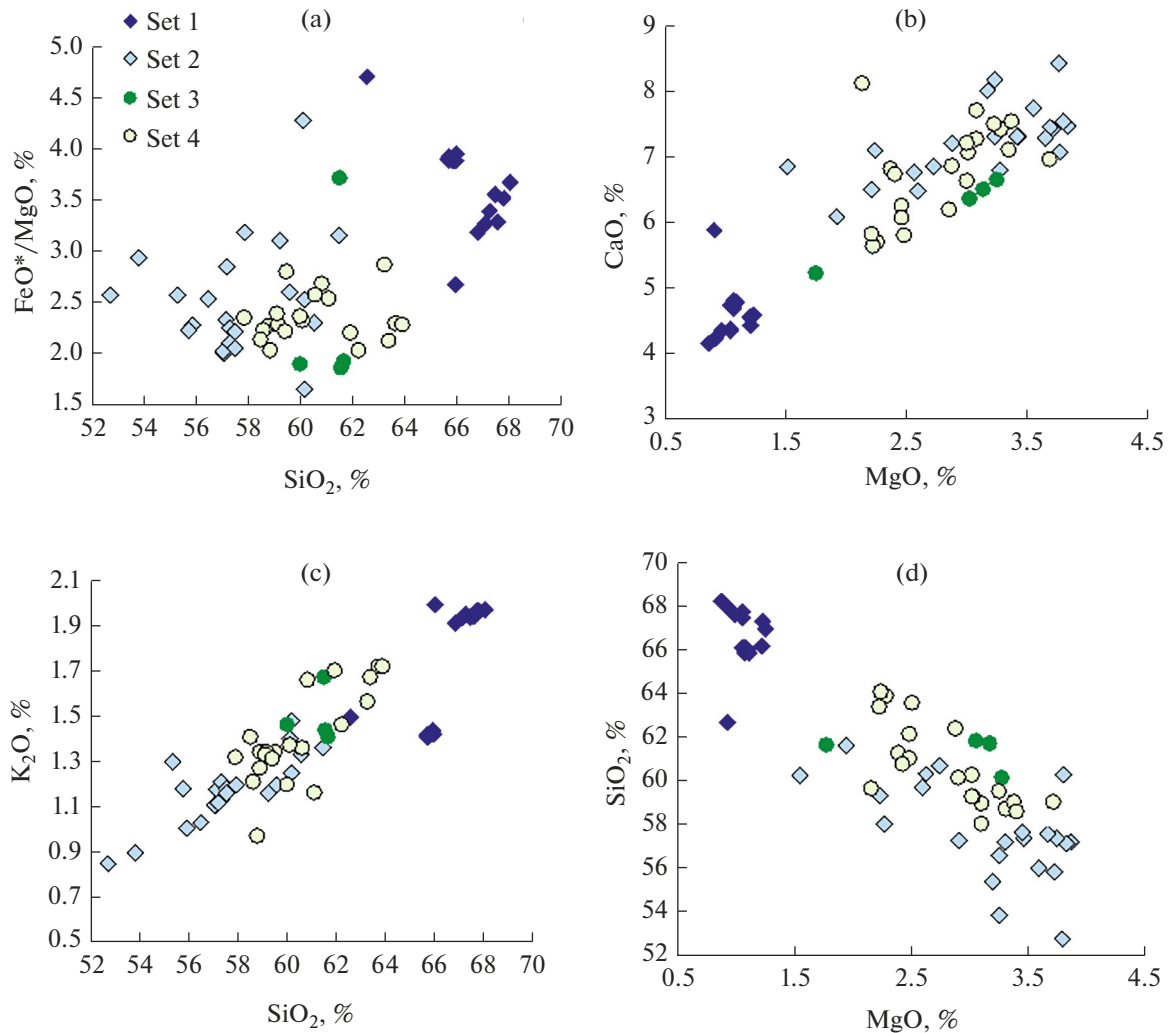 (a)
Set 1
Set 2
Set 3
Set 4
5.0
4.5
4.0
3.5
3.0
2.5
2.0
1.5
52 54 56 58 60 62 64 66 68 70
FeO*/MgO, %
SiO2, %
(b)
9
8
7
6
5
4
3
0.5 1.5 2.5 3.5 4.5
CaO, %
MgO, %
(c)
2.1
1.9
1.7
1.5
1.3
1.1
0.9
0.7
0.5
52 54 56 58 60 62 64 66 68 70
K2O, %
SiO2, %
(d)
70
68
66
64
62
60
58
56
54
52
0.5 1.5 2.5 3.5 4.5
SiO2, %
MgO, %